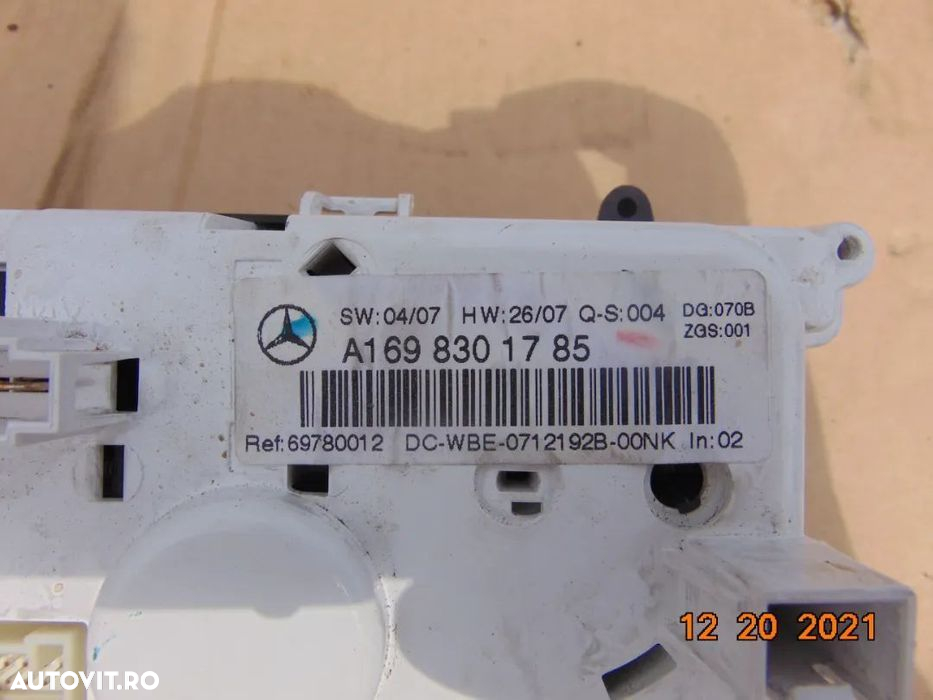 SW:04/07 HW:26/07 Q-S:004 DG:070B
ZGS:001
A169 830 17 85
Ref:69780012 DC-WBE-0712192B-00NK In:02
12 20 2021
AUTOVIT.RO